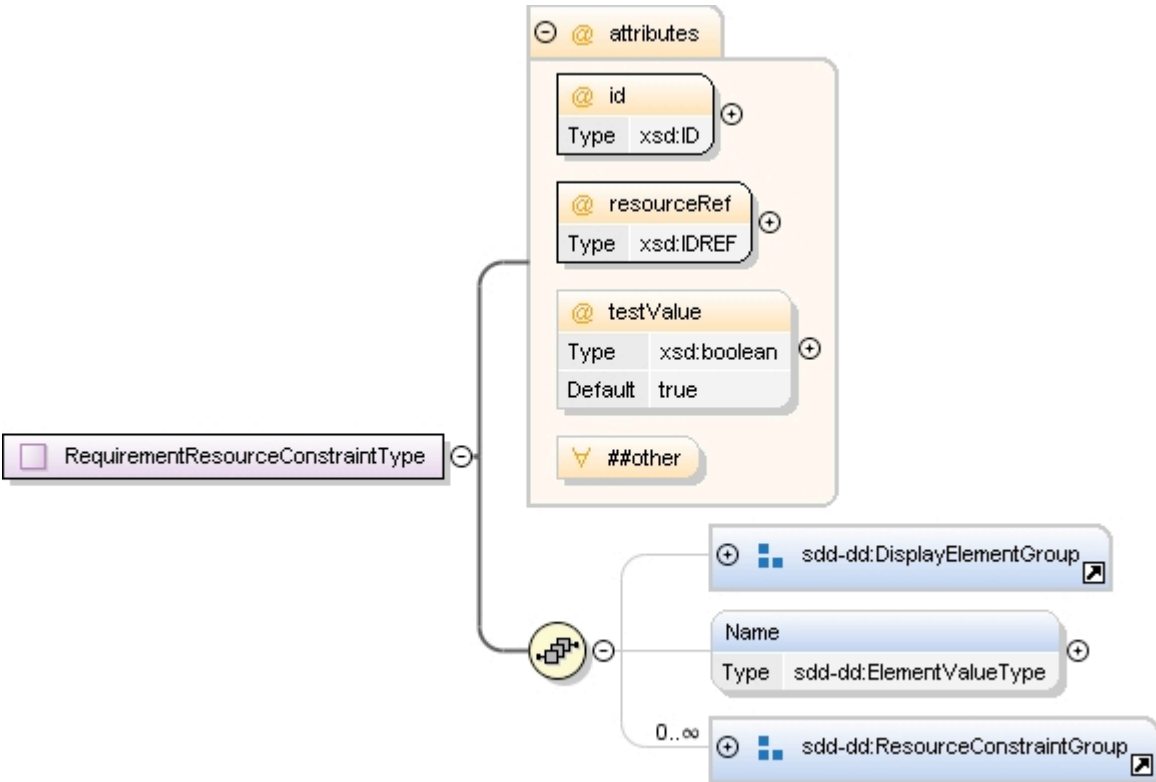 @ attributes
@ id
Type xsd:ID
@ resourceRef
Type xsd:IDREF
@ testValue
Type xsd:boolean
Default true
∀ ##other
RequirementResourceConstraintType
sdd-dd:DisplayElementGroup
Name
Type sdd-dd:ElementValueType
0..∞
sdd-dd:ResourceConstraintGroup